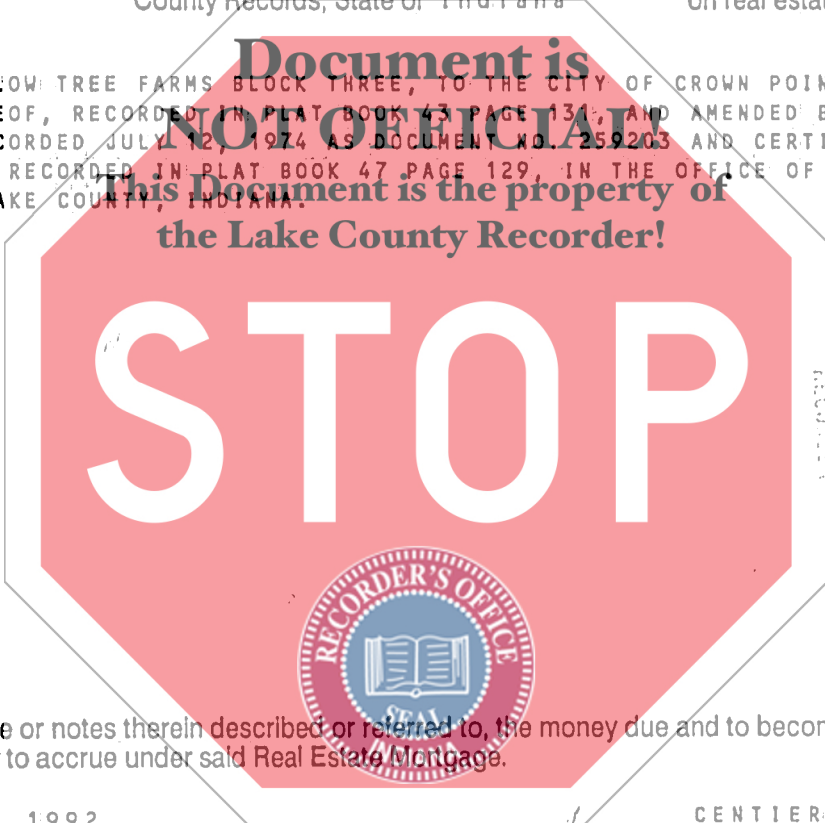 County Records, State of Indiana on real estat
Document is
OW TREE FARMS BLOCK THREE, TO THE CITY OF CROWN POIN
EOF, RECORDED IN PLAT BOOK 43 PAGE 131, AND AMENDED B
NOT OFFICIAL!
CORDED JULY 12, 1974 AS DOCUMENT NO. 259203 AND CERTI
RECORDED IN PLAT BOOK 47 PAGE 129, IN THE OFFICE OF
This Document is the property of
AKE COUNTY, INDIANA.
the Lake County Recorder!
STOP
RECORDER'S OFFICE
SEAL
INDIANA
e or notes therein described or referred to, the money due and to becom
to accrue under said Real Estate Mortgage.
1992 CENTIER